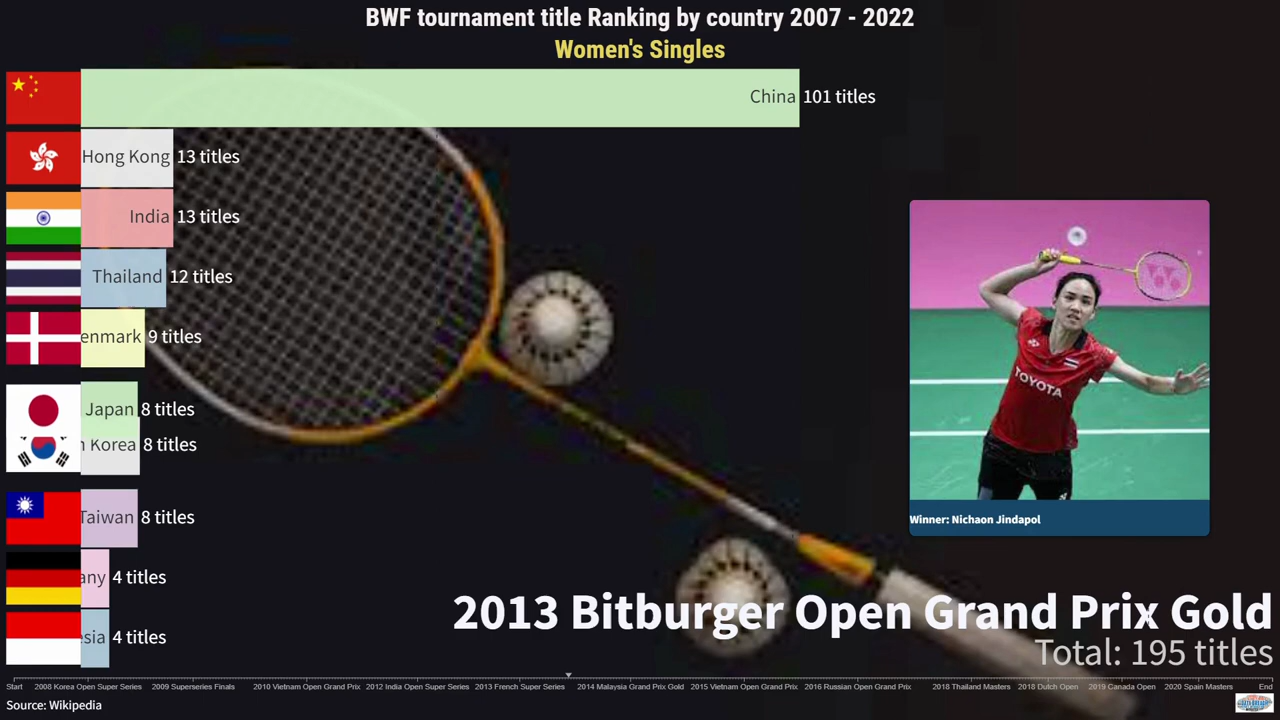 BWF tournament title Ranking by country 2007 - 2022
Women's Singles
China 101 titles
Hong Kong 13 titles
India 13 titles
Thailand 12 titles
enmark 9 titles
Japan 8 titles
Korea 8 titles
Taiwan 8 titles
any 4 titles
esia 4 titles
TOYOTA
Winner: Nichaon Jindapol
2013 Bitburger Open Grand Prix Gold
Total: 195 titles
Start 2008 Korea Open Super Series 2009 Superseries Finals 2010 Vietnam Open Grand Prix 2012 India Open Super Series 2013 French Super Series 2014 Malaysia Grand Prix Gold 2015 Vietnam Open Grand Prix 2016 Russian Open Grand Prix 2018 Thailand Masters 2018 Dutch Open 2019 Canada Open 2020 Spain Masters End
Source: Wikipedia